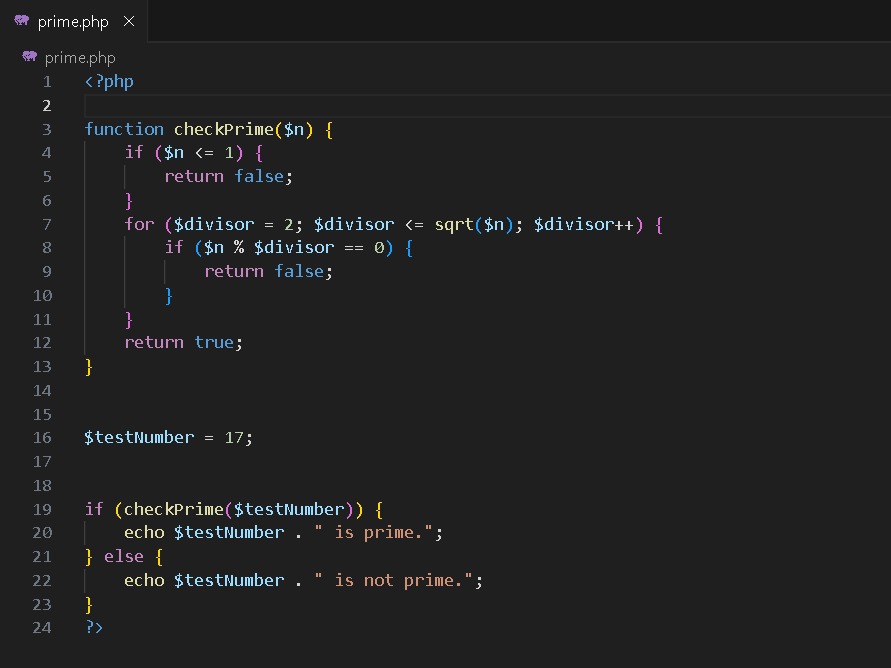 prime.php
prime.php
1 <?php
2
3 function checkPrime($n) {
4     if ($n <= 1) {
5         return false;
6     }
7     for ($divisor = 2; $divisor <= sqrt($n); $divisor++) {
8         if ($n % $divisor == 0) {
9             return false;
10         }
11     }
12     return true;
13 }
14
15
16 $testNumber = 17;
17
18
19 if (checkPrime($testNumber)) {
20     echo $testNumber . " is prime.";
21 } else {
22     echo $testNumber . " is not prime.";
23 }
24 ?>